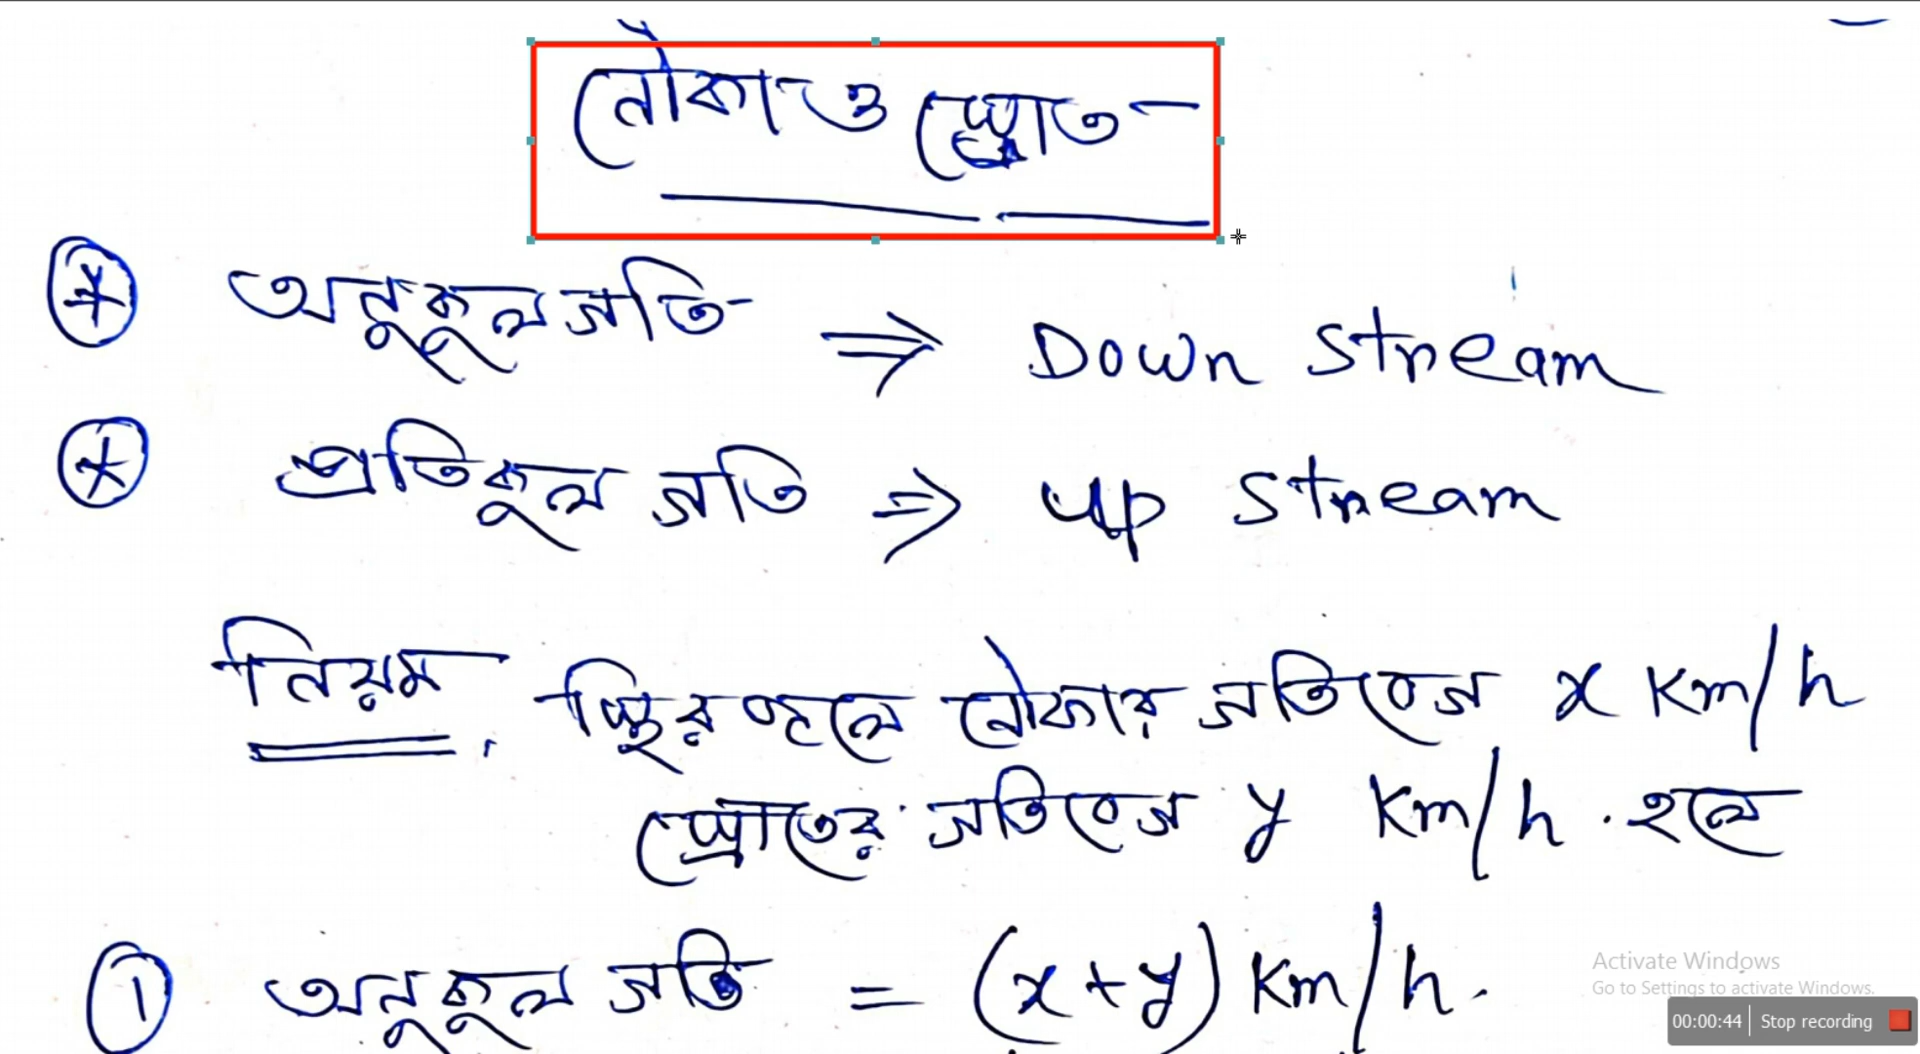 নৌকা ও স্রোত
অনুকূল গতি ⇒ Down stream
প্রতিকূল গতি ⇒ up stream
নিয়ম, স্থির জলে নৌকার গতিবেগ x Km/h
স্রোতের গতিবেগ y Km/h. হলে
① অনুকূল গতি = (x+y) Km/h.
Activate Windows
Go to Settings to activate Windows.
00:00:44 Stop recording